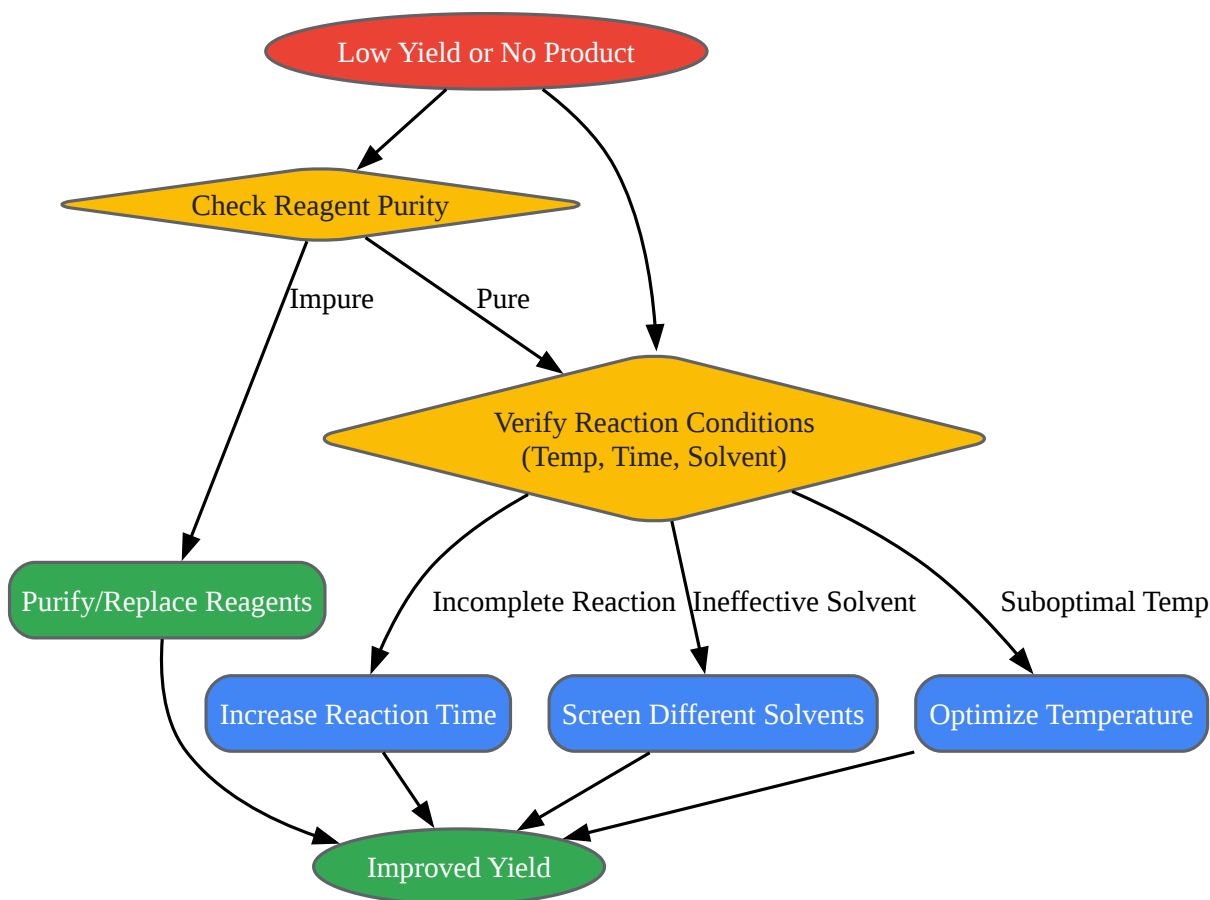 Low Yield or No Product
Check Reagent Purity
Impure
Pure
Verify Reaction Conditions
(Temp, Time, Solvent)
Purify/Replace Reagents
Incomplete Reaction
Ineffective Solvent
Suboptimal Temp
Increase Reaction Time
Screen Different Solvents
Optimize Temperature
Improved Yield